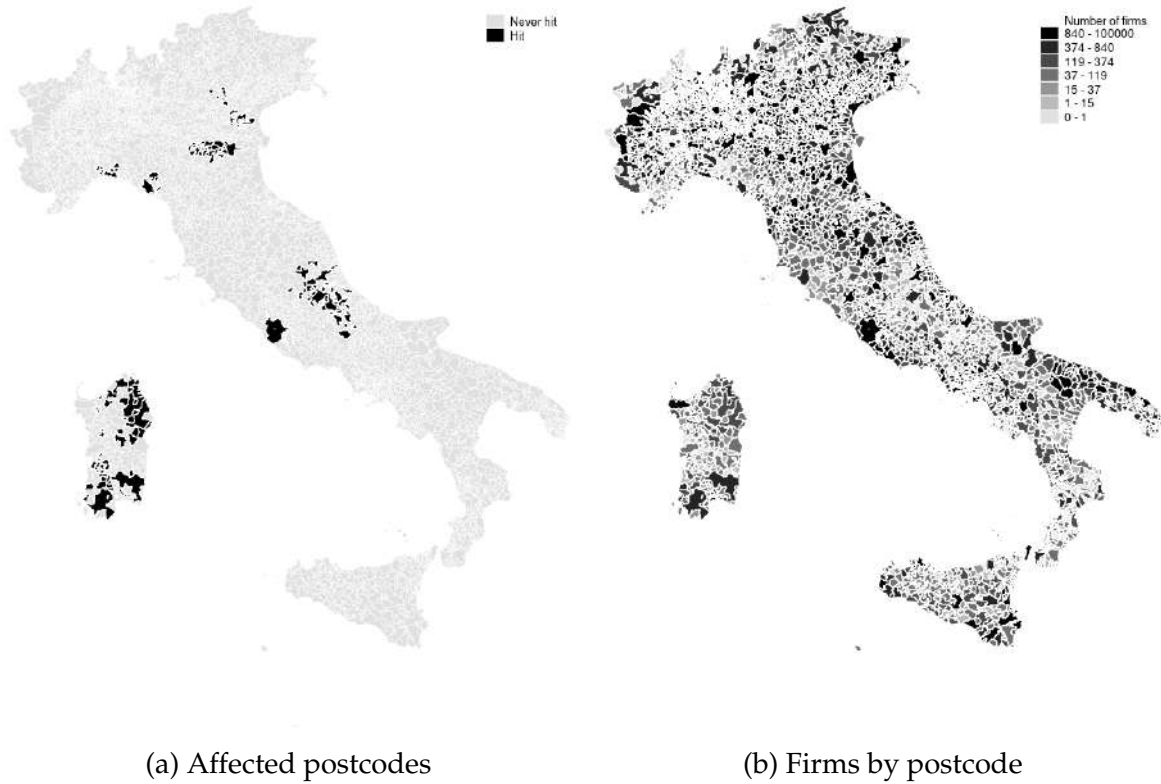 Never hit
Hit
Number of firms
840 - 100000
374 - 840
119 - 374
37 - 119
15 - 37
1 - 15
0 - 1
(a) Affected postcodes
(b) Firms by postcode